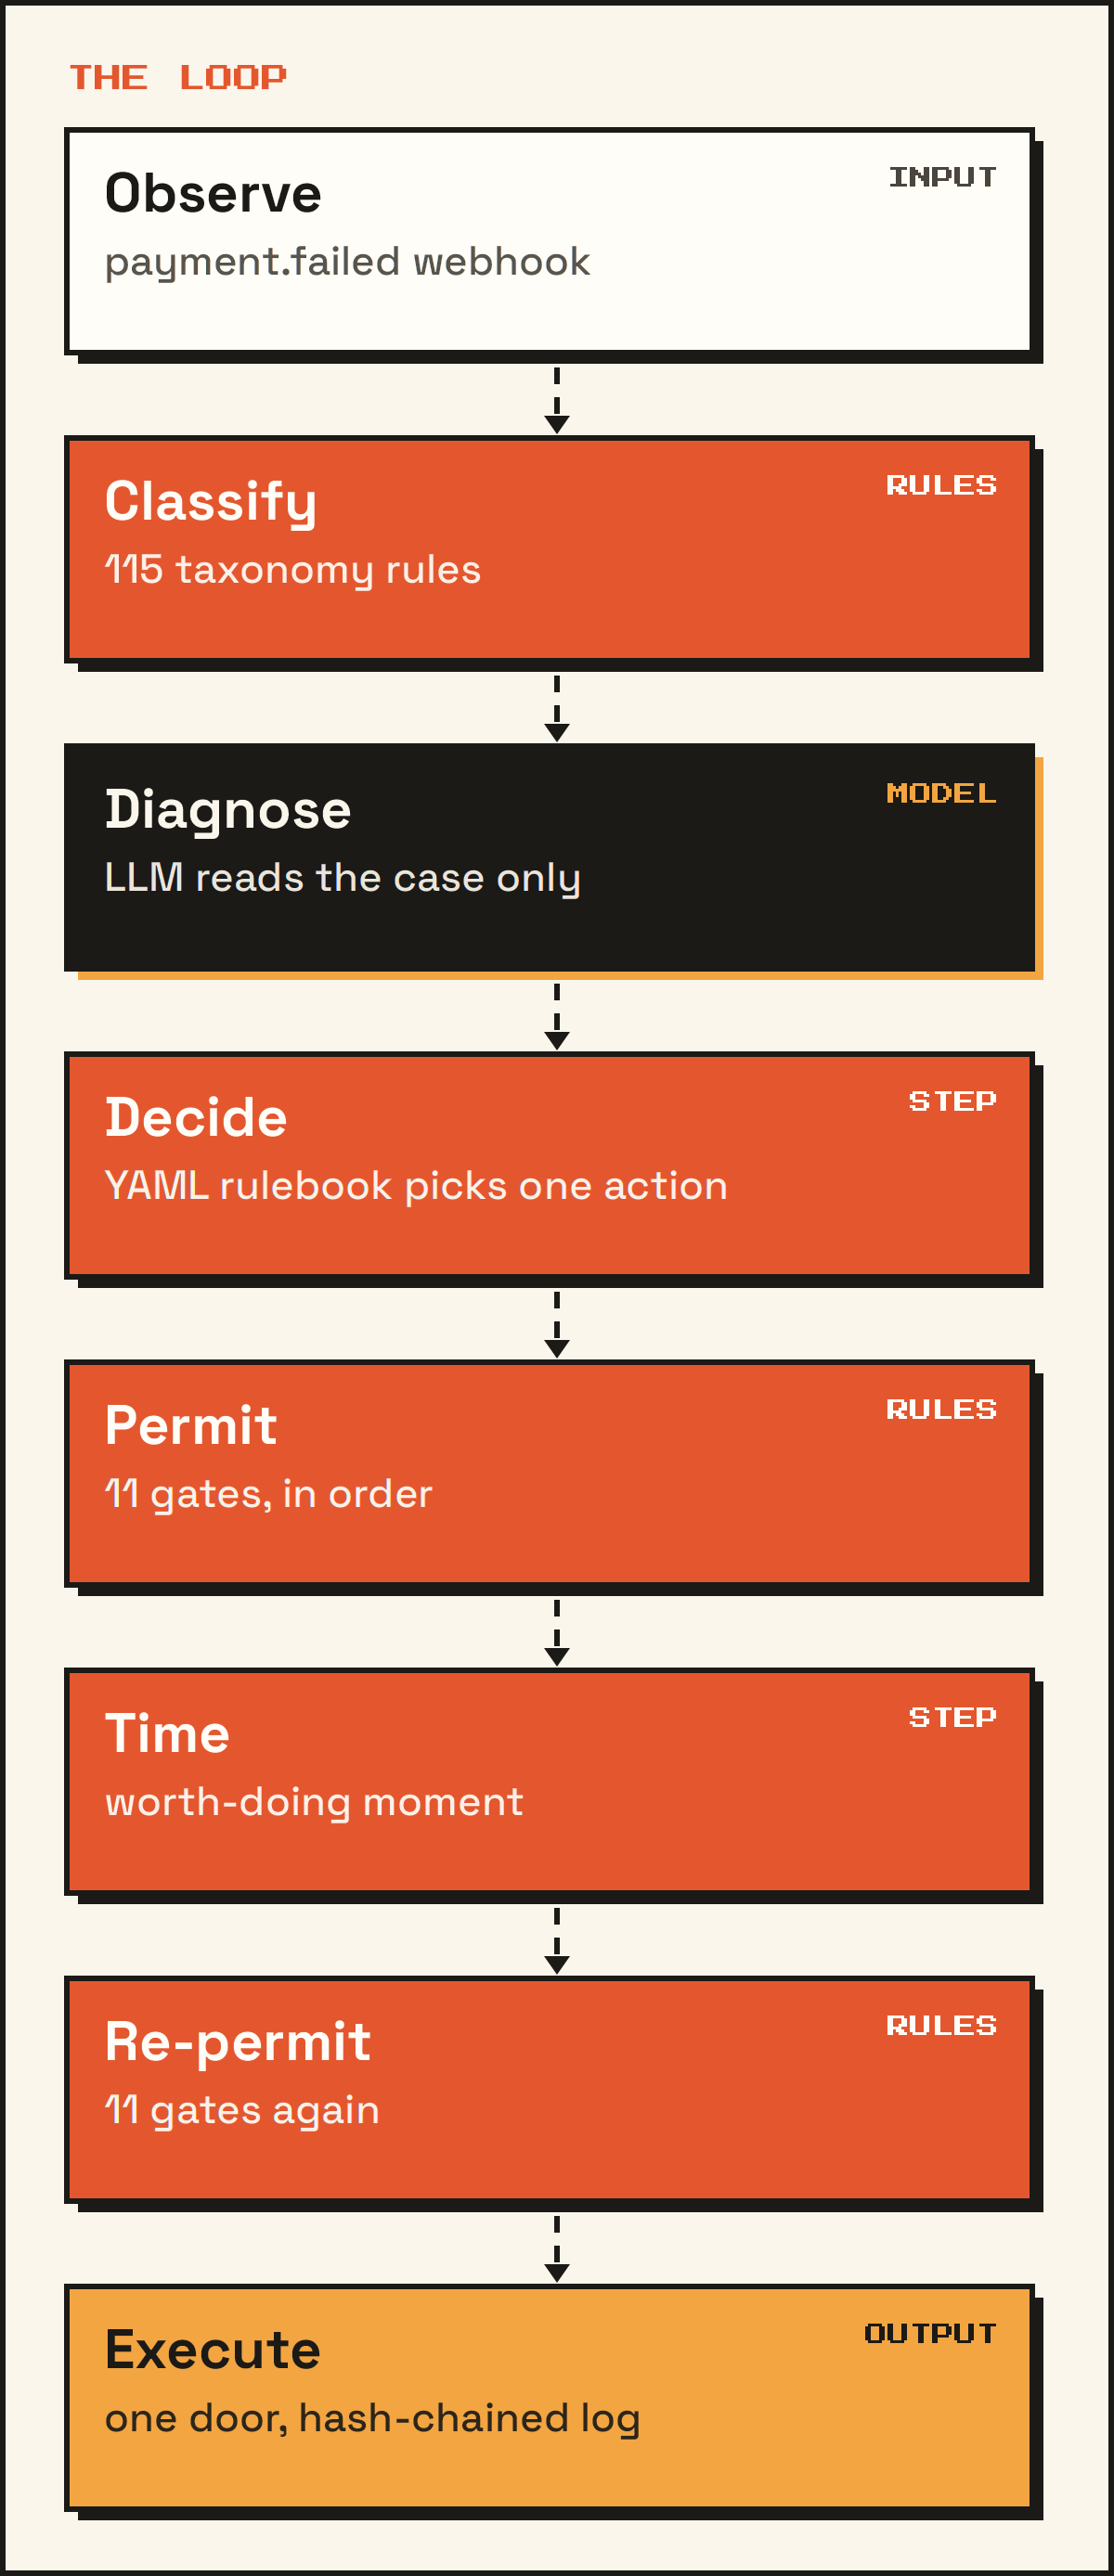 THE LOOP
Observe
INPUT
payment.failed webhook
Classify
RULES
115 taxonomy rules
Diagnose
MODEL
LLM reads the case only
Decide
STEP
YAML rulebook picks one action
Permit
RULES
11 gates, in order
Time
STEP
worth-doing moment
Re-permit
RULES
11 gates again
Execute
OUTPUT
one door, hash-chained log